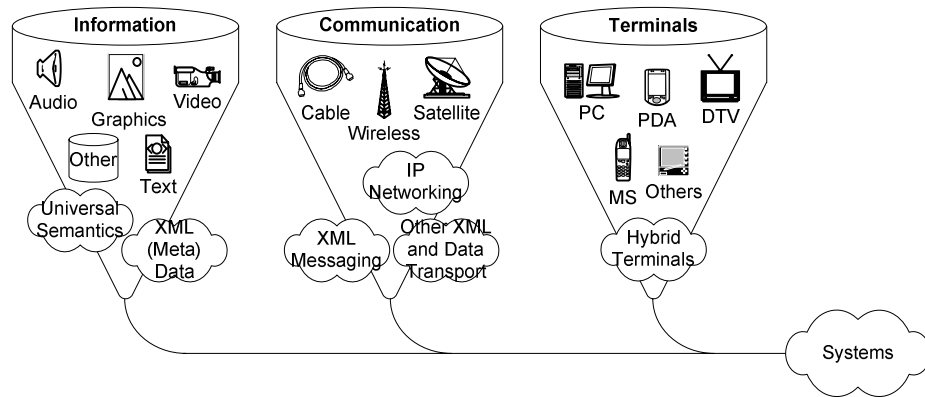 Information
Audio
Graphics
Video
Other
Text
Universal
Semantics
XML
(Meta)
Data
Communication
Cable
Wireless
Satellite
IP
Networking
XML
Messaging
Other XML
and Data
Transport
Terminals
PC
PDA
DTV
MS
Others
Hybrid
Terminals
Systems